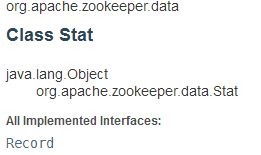 org.apache.zookeeper.data
Class Stat
java.lang.Object
org.apache.zookeeper.data.Stat
All Implemented Interfaces:
Record